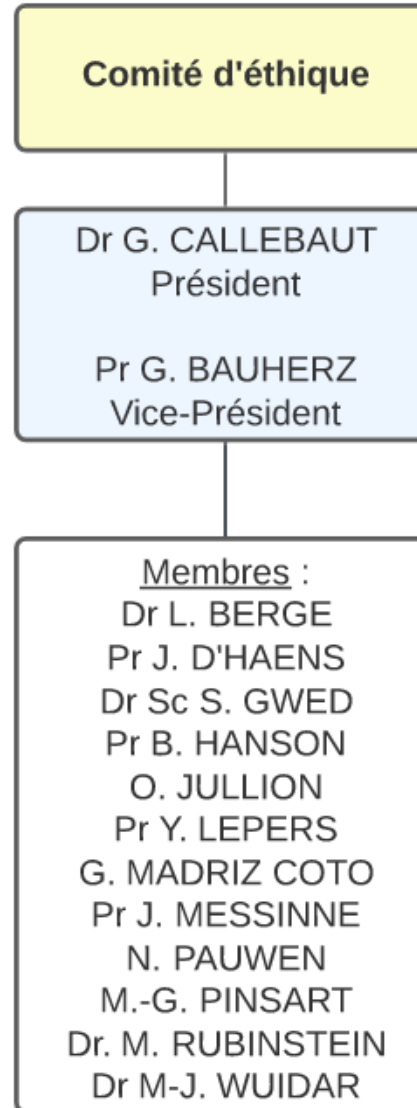 Comité d'éthique
Dr G. CALLEBAUT
Président
Pr G. BAUHERZ
Vice-Président
Membres :
Dr L. BERGE
Pr J. D'HAENS
Dr Sc S. GWED
Pr B. HANSON
O. JULLION
Pr Y. LEPERS
G. MADRIZ COTO
Pr J. MESSINNE
N. PAUWEN
M.-G. PINSART
Dr. M. RUBINSTEIN
Dr M-J. WUIDAR